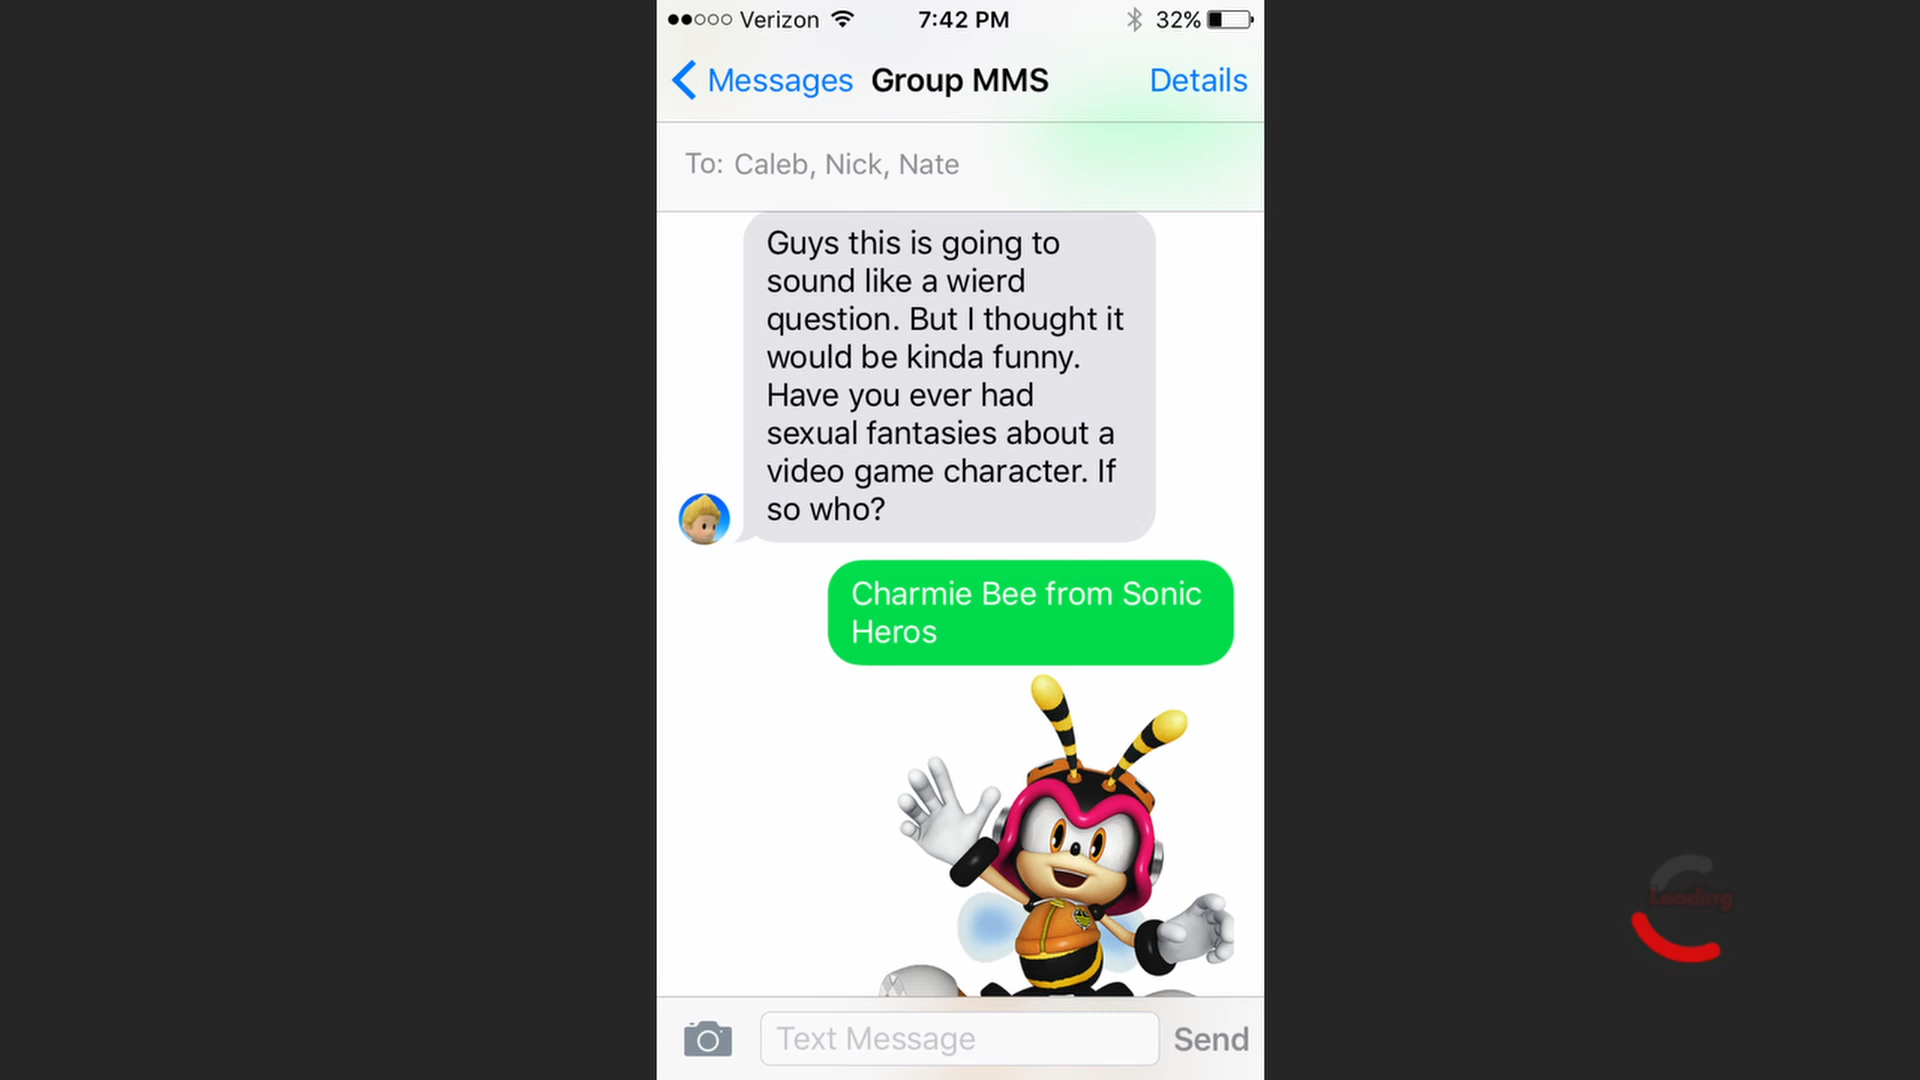 Verizon 7:42 PM 32%
Messages Group MMS Details
To: Caleb, Nick, Nate
Guys this is going to
sound like a wierd
question. But I thought it
would be kinda funny.
Have you ever had
sexual fantasies about a
video game character. If
so who?
Charmie Bee from Sonic
Heros
Loading
Text Message Send